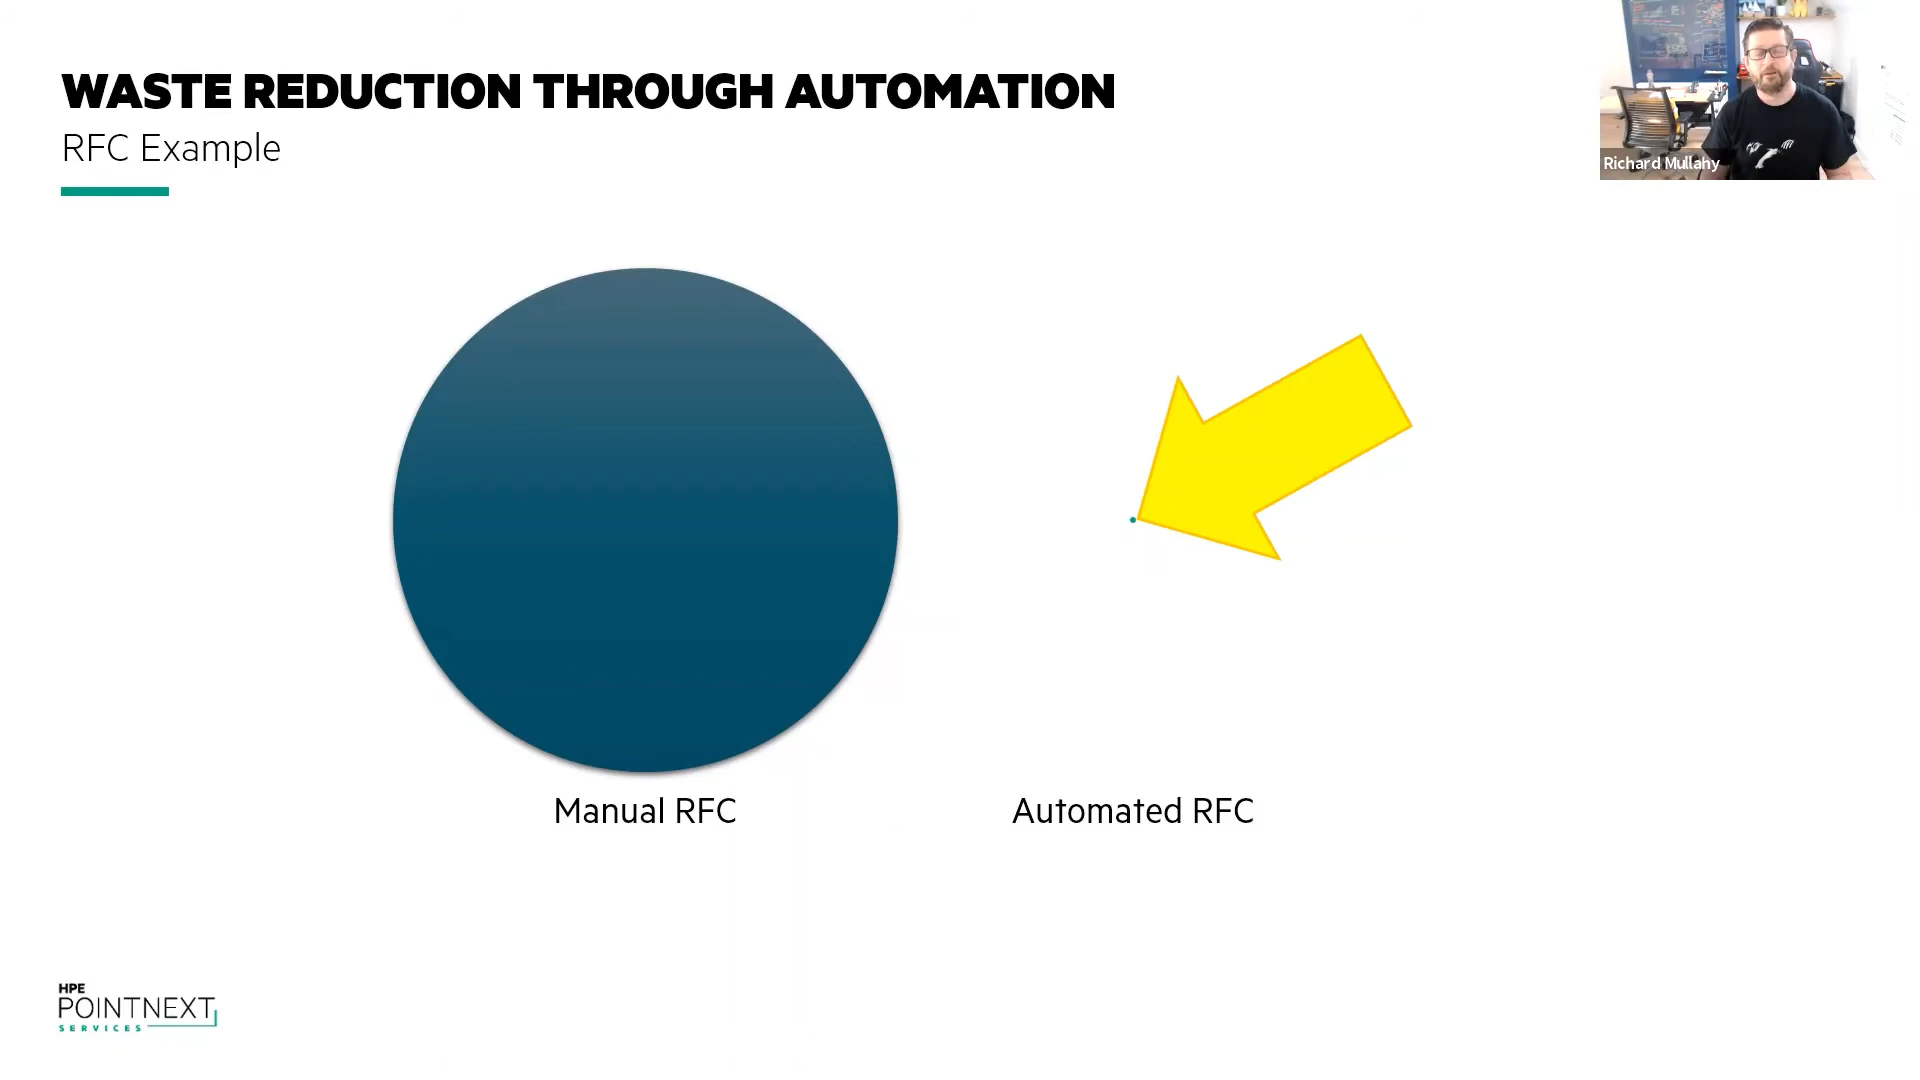 WASTE REDUCTION THROUGH AUTOMATION
RFC Example
Richard Mullahy
Manual RFC
Automated RFC
HPE
POINTNEXT
SERVICES